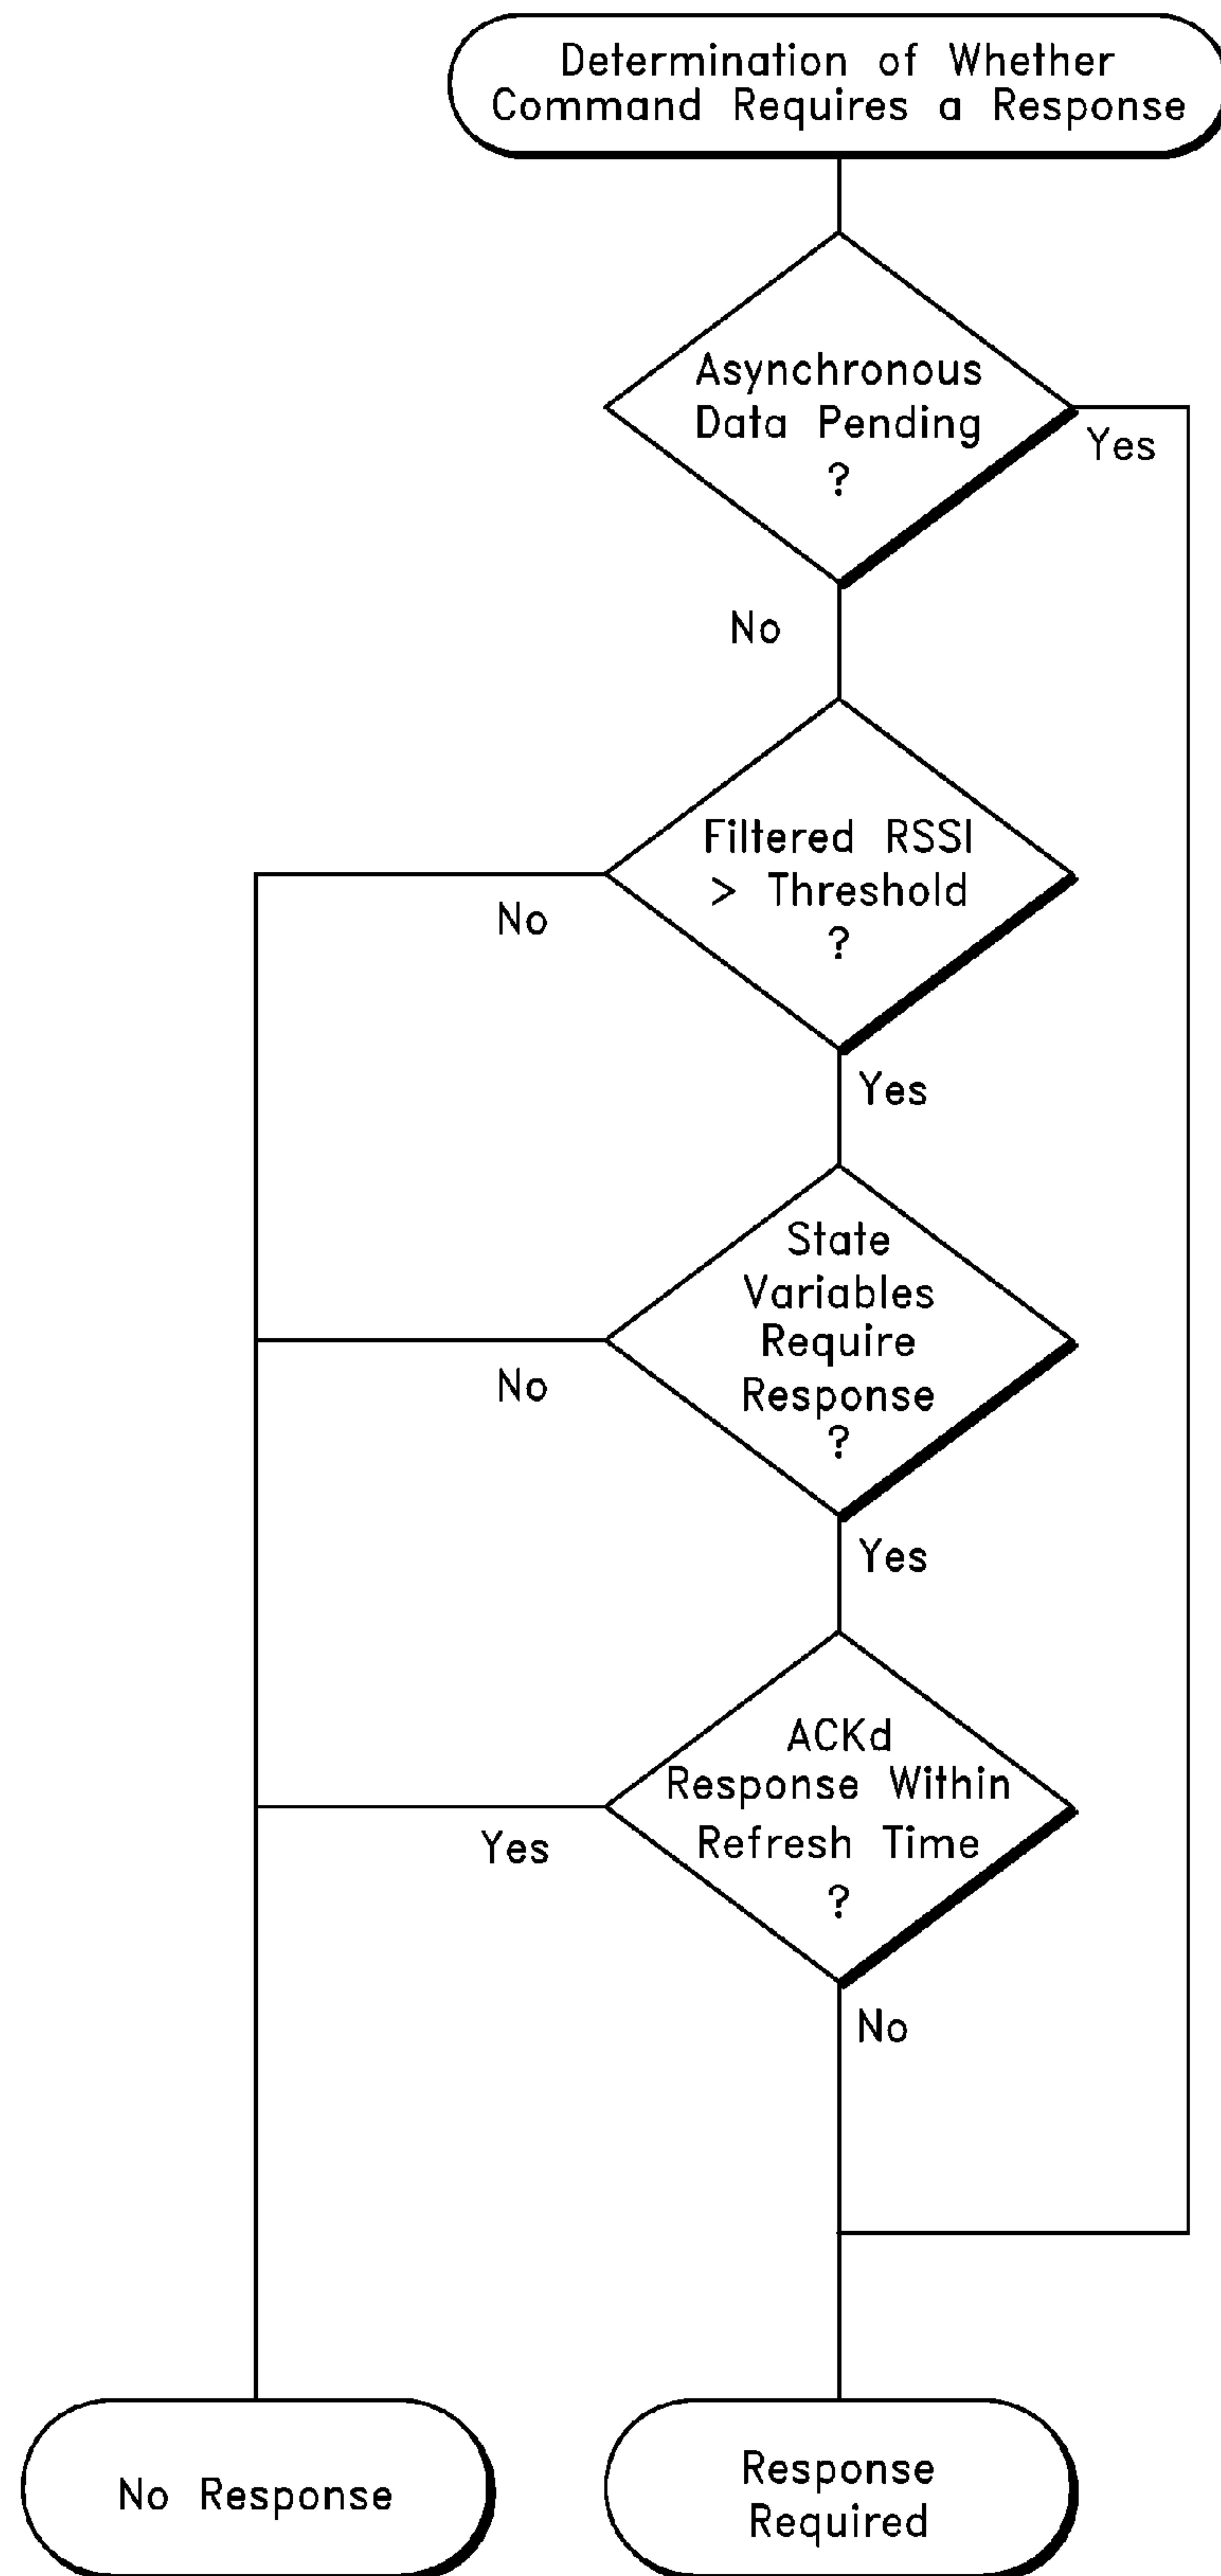 Determination of Whether
Command Requires a Response
Asynchronous
Data Pending
?
Yes
No
Filtered RSSI
> Threshold
?
No
Yes
State
Variables
Require
Response
?
No
Yes
ACKd
Response Within
Refresh Time
?
Yes
No
No Response
Response
Required